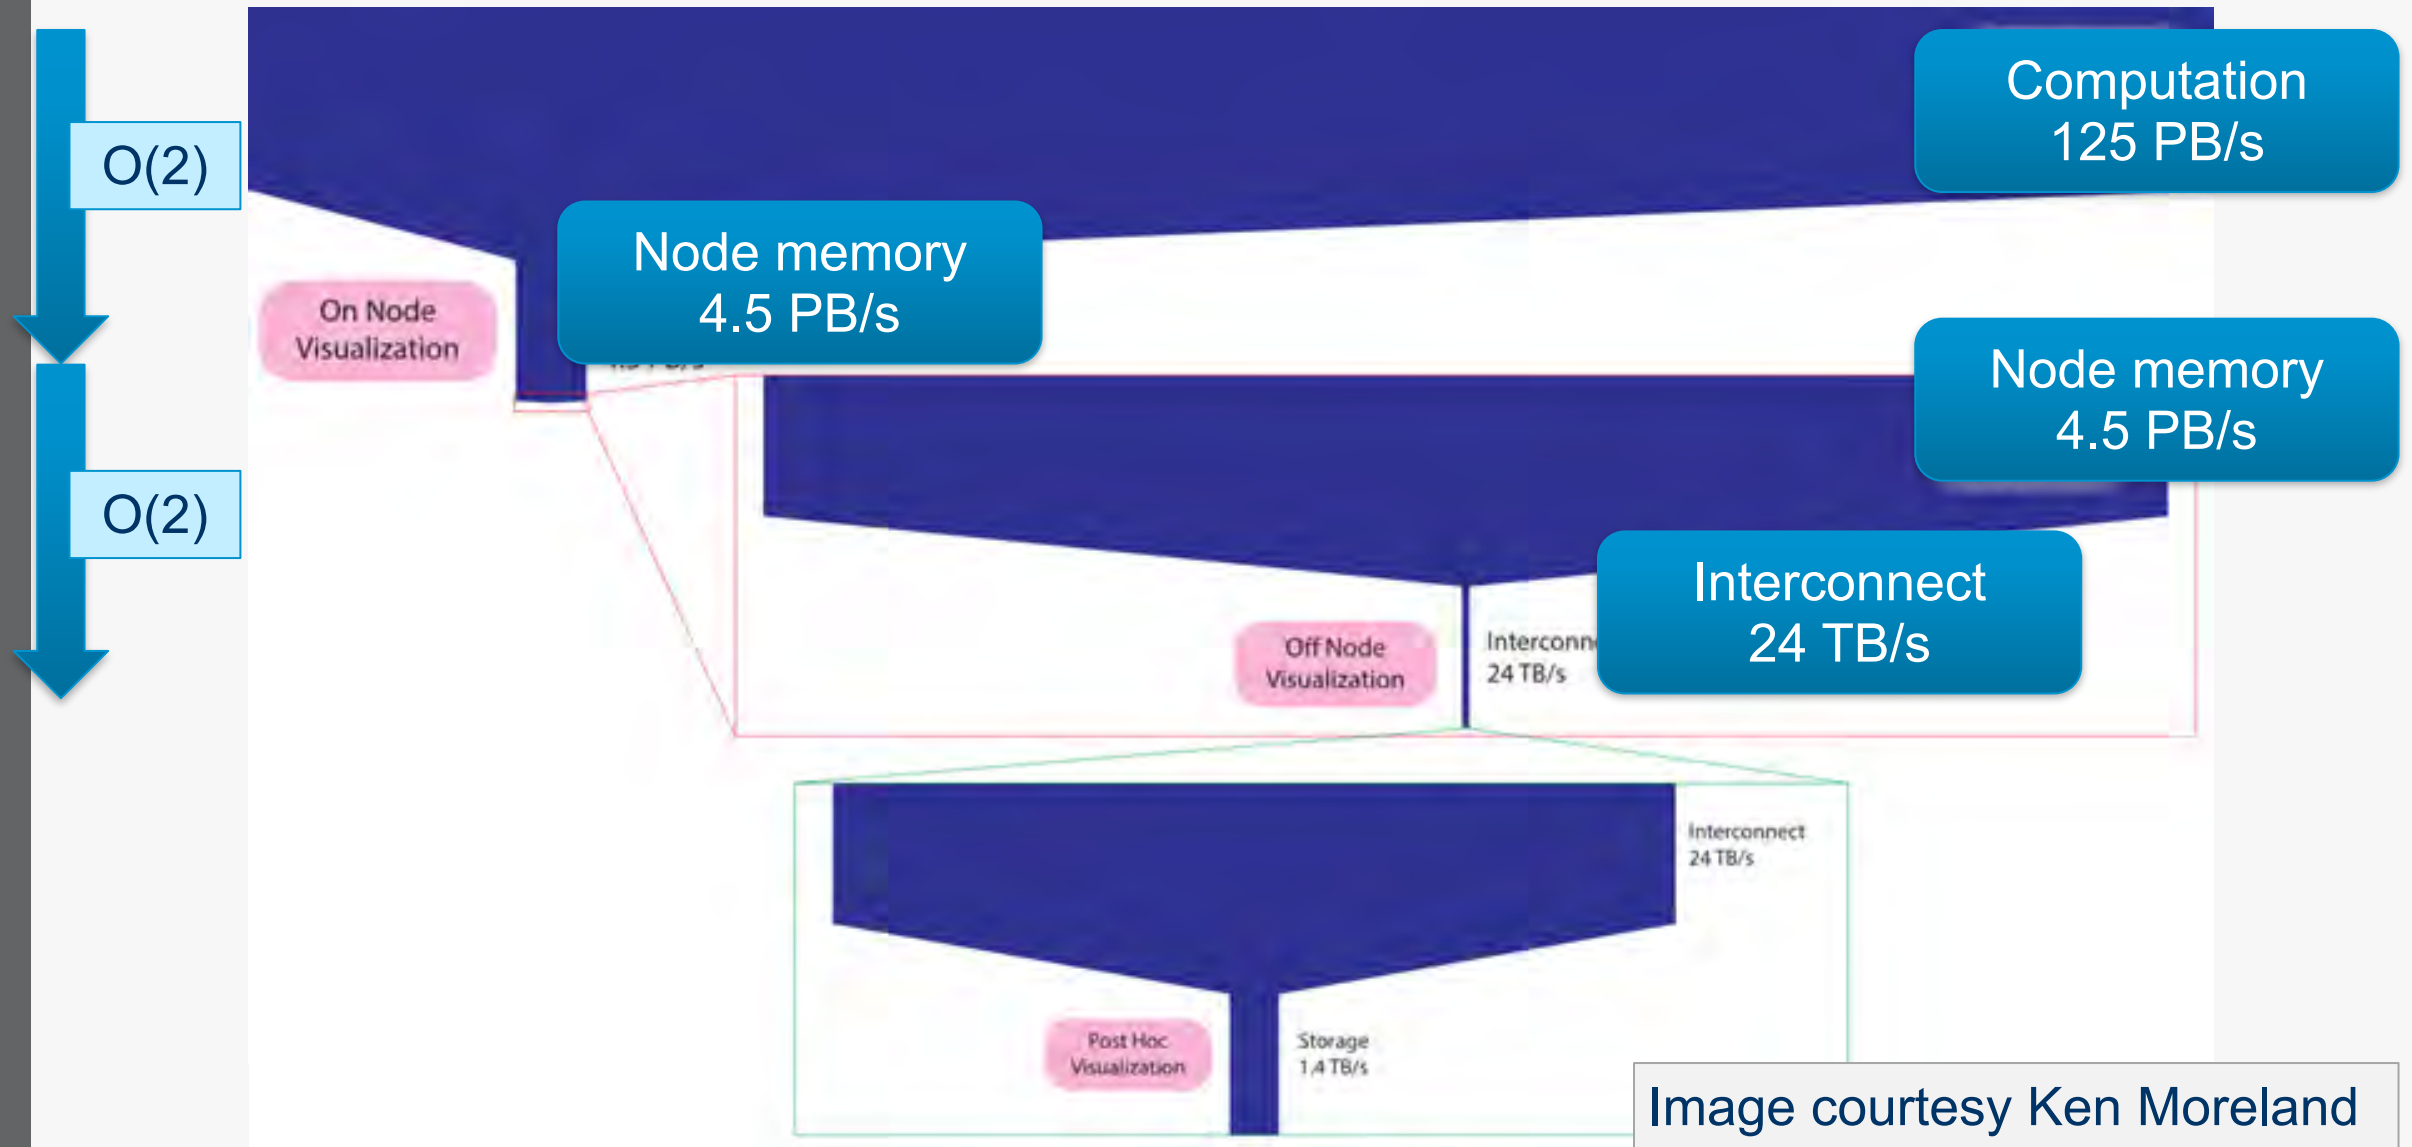 Computation
125 PB/s
O(2)
Node memory
4.5 PB/s
On Node
Visualization
Node memory
4.5 PB/s
O(2)
Interconnect
24 TB/s
Off Node
Visualization
24 TB/s
Interconnect
24 TB/s
Post Hoc
Visualization
Storage
1.4 TB/s
Image courtesy Ken Moreland